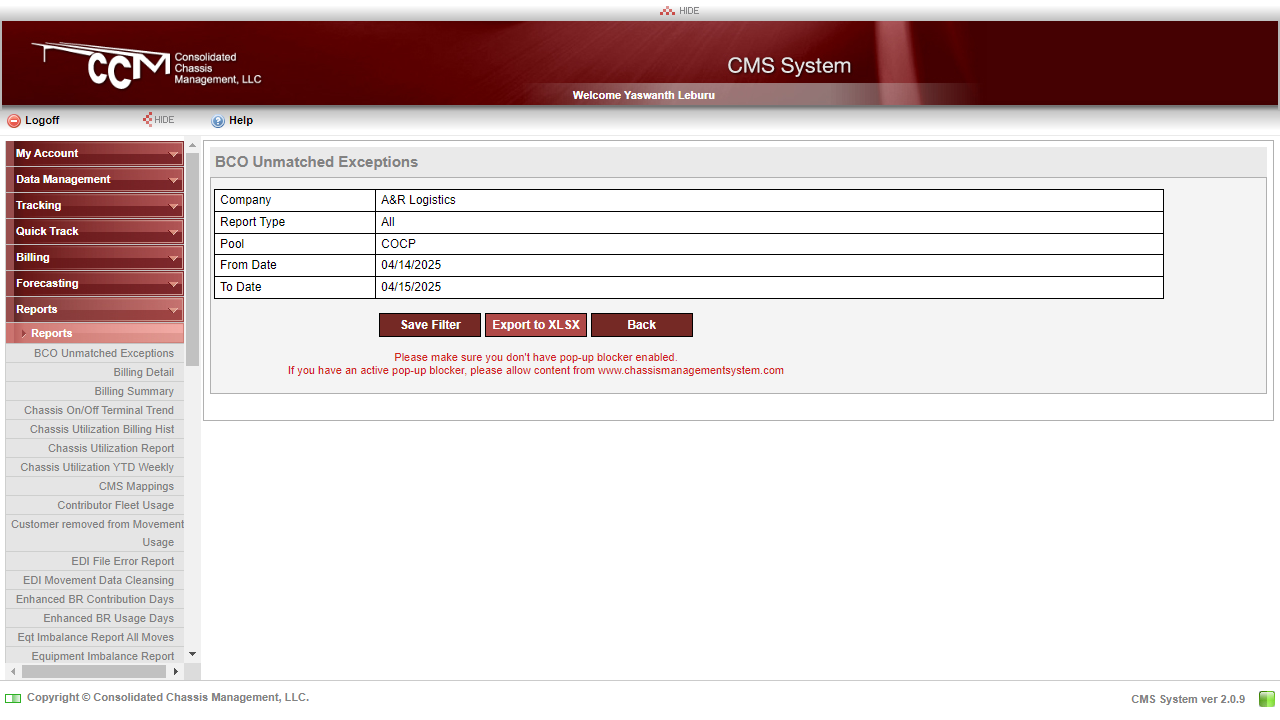 HIDE
CCM
Consolidated
Chassis
Management, LLC
CMS System
Welcome Yaswanth Leburu
Logoff
HIDE
Help
My Account
Data Management
Tracking
Quick Track
Billing
Forecasting
Reports
Reports
BCO Unmatched Exceptions
Billing Detail
Billing Summary
Chassis On/Off Terminal Trend
Chassis Utilization Billing Hist
Chassis Utilization Report
Chassis Utilization YTD Weekly
CMS Mappings
Contributor Fleet Usage
Customer removed from Movement
Usage
EDI File Error Report
EDI Movement Data Cleansing
Enhanced BR Contribution Days
Enhanced BR Usage Days
Eqt Imbalance Report All Moves
Equipment Imbalance Report
BCO Unmatched Exceptions
Company A&R Logistics
Report Type All
Pool COCP
From Date 04/14/2025
To Date 04/15/2025
Save Filter Export to XLSX Back
Please make sure you don't have pop-up blocker enabled.
If you have an active pop-up blocker, please allow content from www.chassismanagementsystem.com
Copyright © Consolidated Chassis Management, LLC.
CMS System ver 2.0.9